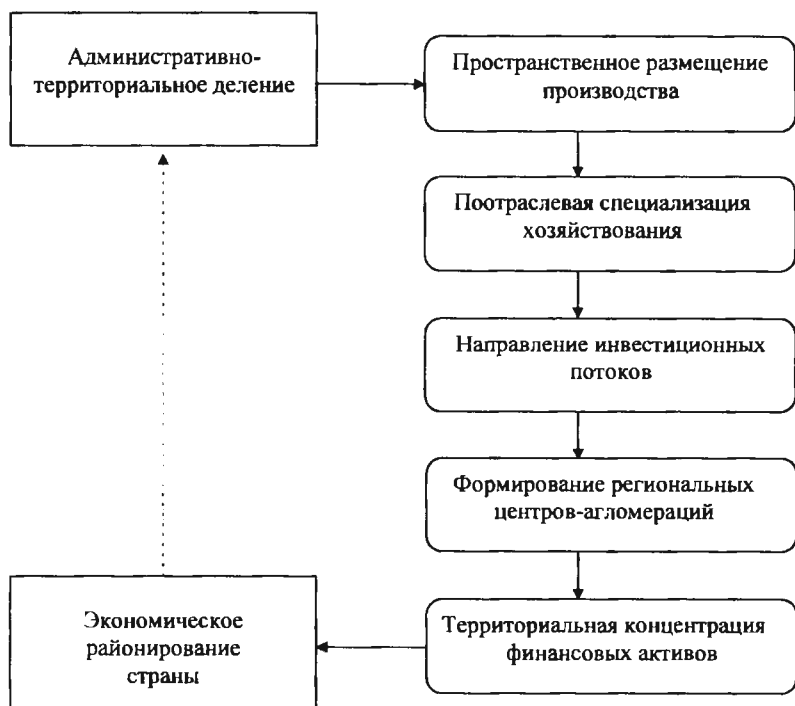 Административно-
территориальное деление
Пространственное размещение
производства
Поотраслевая специализация
хозяйствования
Направление инвестиционных
потоков
Формирование региональных
центров-агломераций
Территориальная концентрация
финансовых активов
Экономическое
районирование
страны